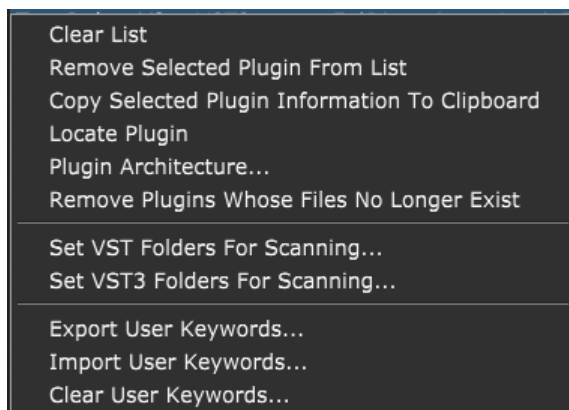 Clear List
Remove Selected Plugin From List
Copy Selected Plugin Information To Clipboard
Locate Plugin
Plugin Architecture...
Remove Plugins Whose Files No Longer Exist
Set VST Folders For Scanning...
Set VST3 Folders For Scanning...
Export User Keywords...
Import User Keywords...
Clear User Keywords...